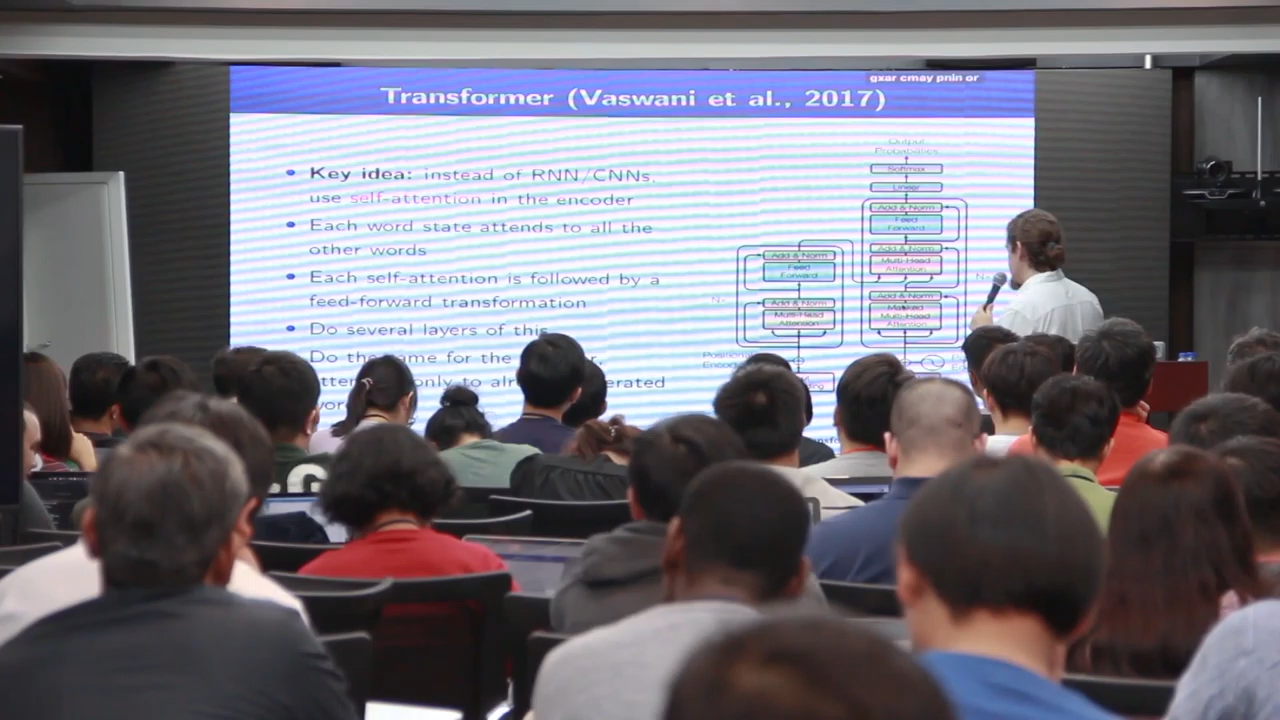 gxar cmay pnin or
Transformer (Vaswani et al., 2017)
Key idea: instead of RNN/CNNs,
use self-attention in the encoder
Each word state attends to all the
other words
Each self-attention is followed by a
feed-forward transformation
Do several layers of this
Do the same for the
only to
Output
Probabilities
Softmax
Linear
Add & Norm
Feed
Forward
Add & Norm
Multi-Head
Attention
Add & Norm
Masked
Multi-Head
Attention
Add & Norm
Feed
Forward
Add & Norm
Multi-Head
Attention